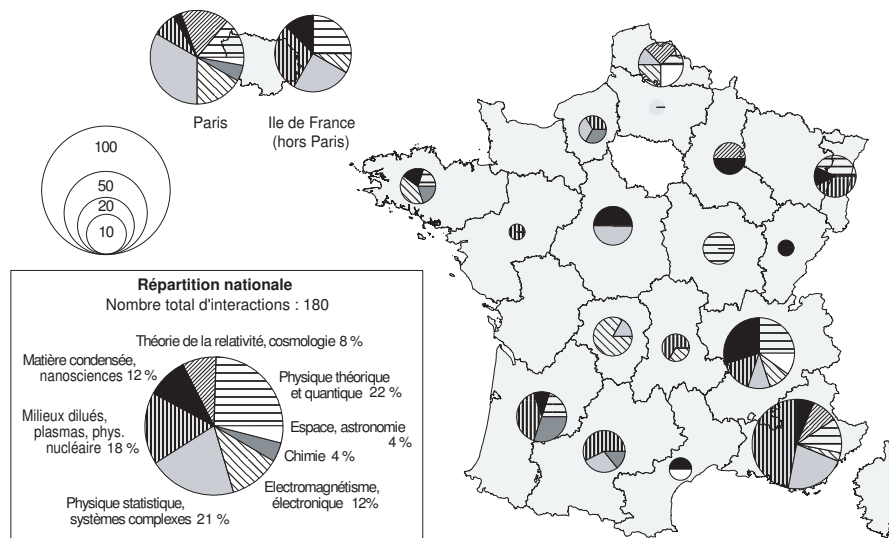 Paris
Ile de France
(hors Paris)
100
50
20
10
Répartition nationale
Nombre total d'interactions : 180
Théorie de la relativité, cosmologie 8 %
Matière condensée,
nanosciences 12 %
Physique théorique
et quantique 22 %
Milieux dilués,
plasmas, phys.
nucléaire 18 %
Espace, astronomie
4 %
Chimie 4 %
Electromagnétisme,
électronique 12%
Physique statistique,
systèmes complexes 21 %